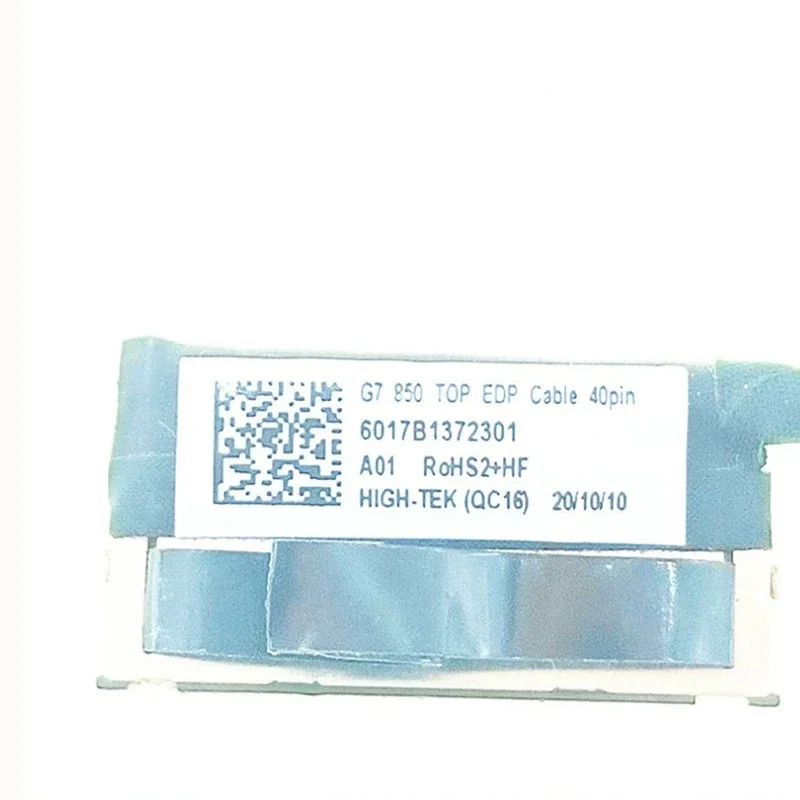 G7 850 TOP EDP Cable 40pin
6017B1372301
A01 RoHS2+HF
HIGH-TEK (QC16) 20/10/10